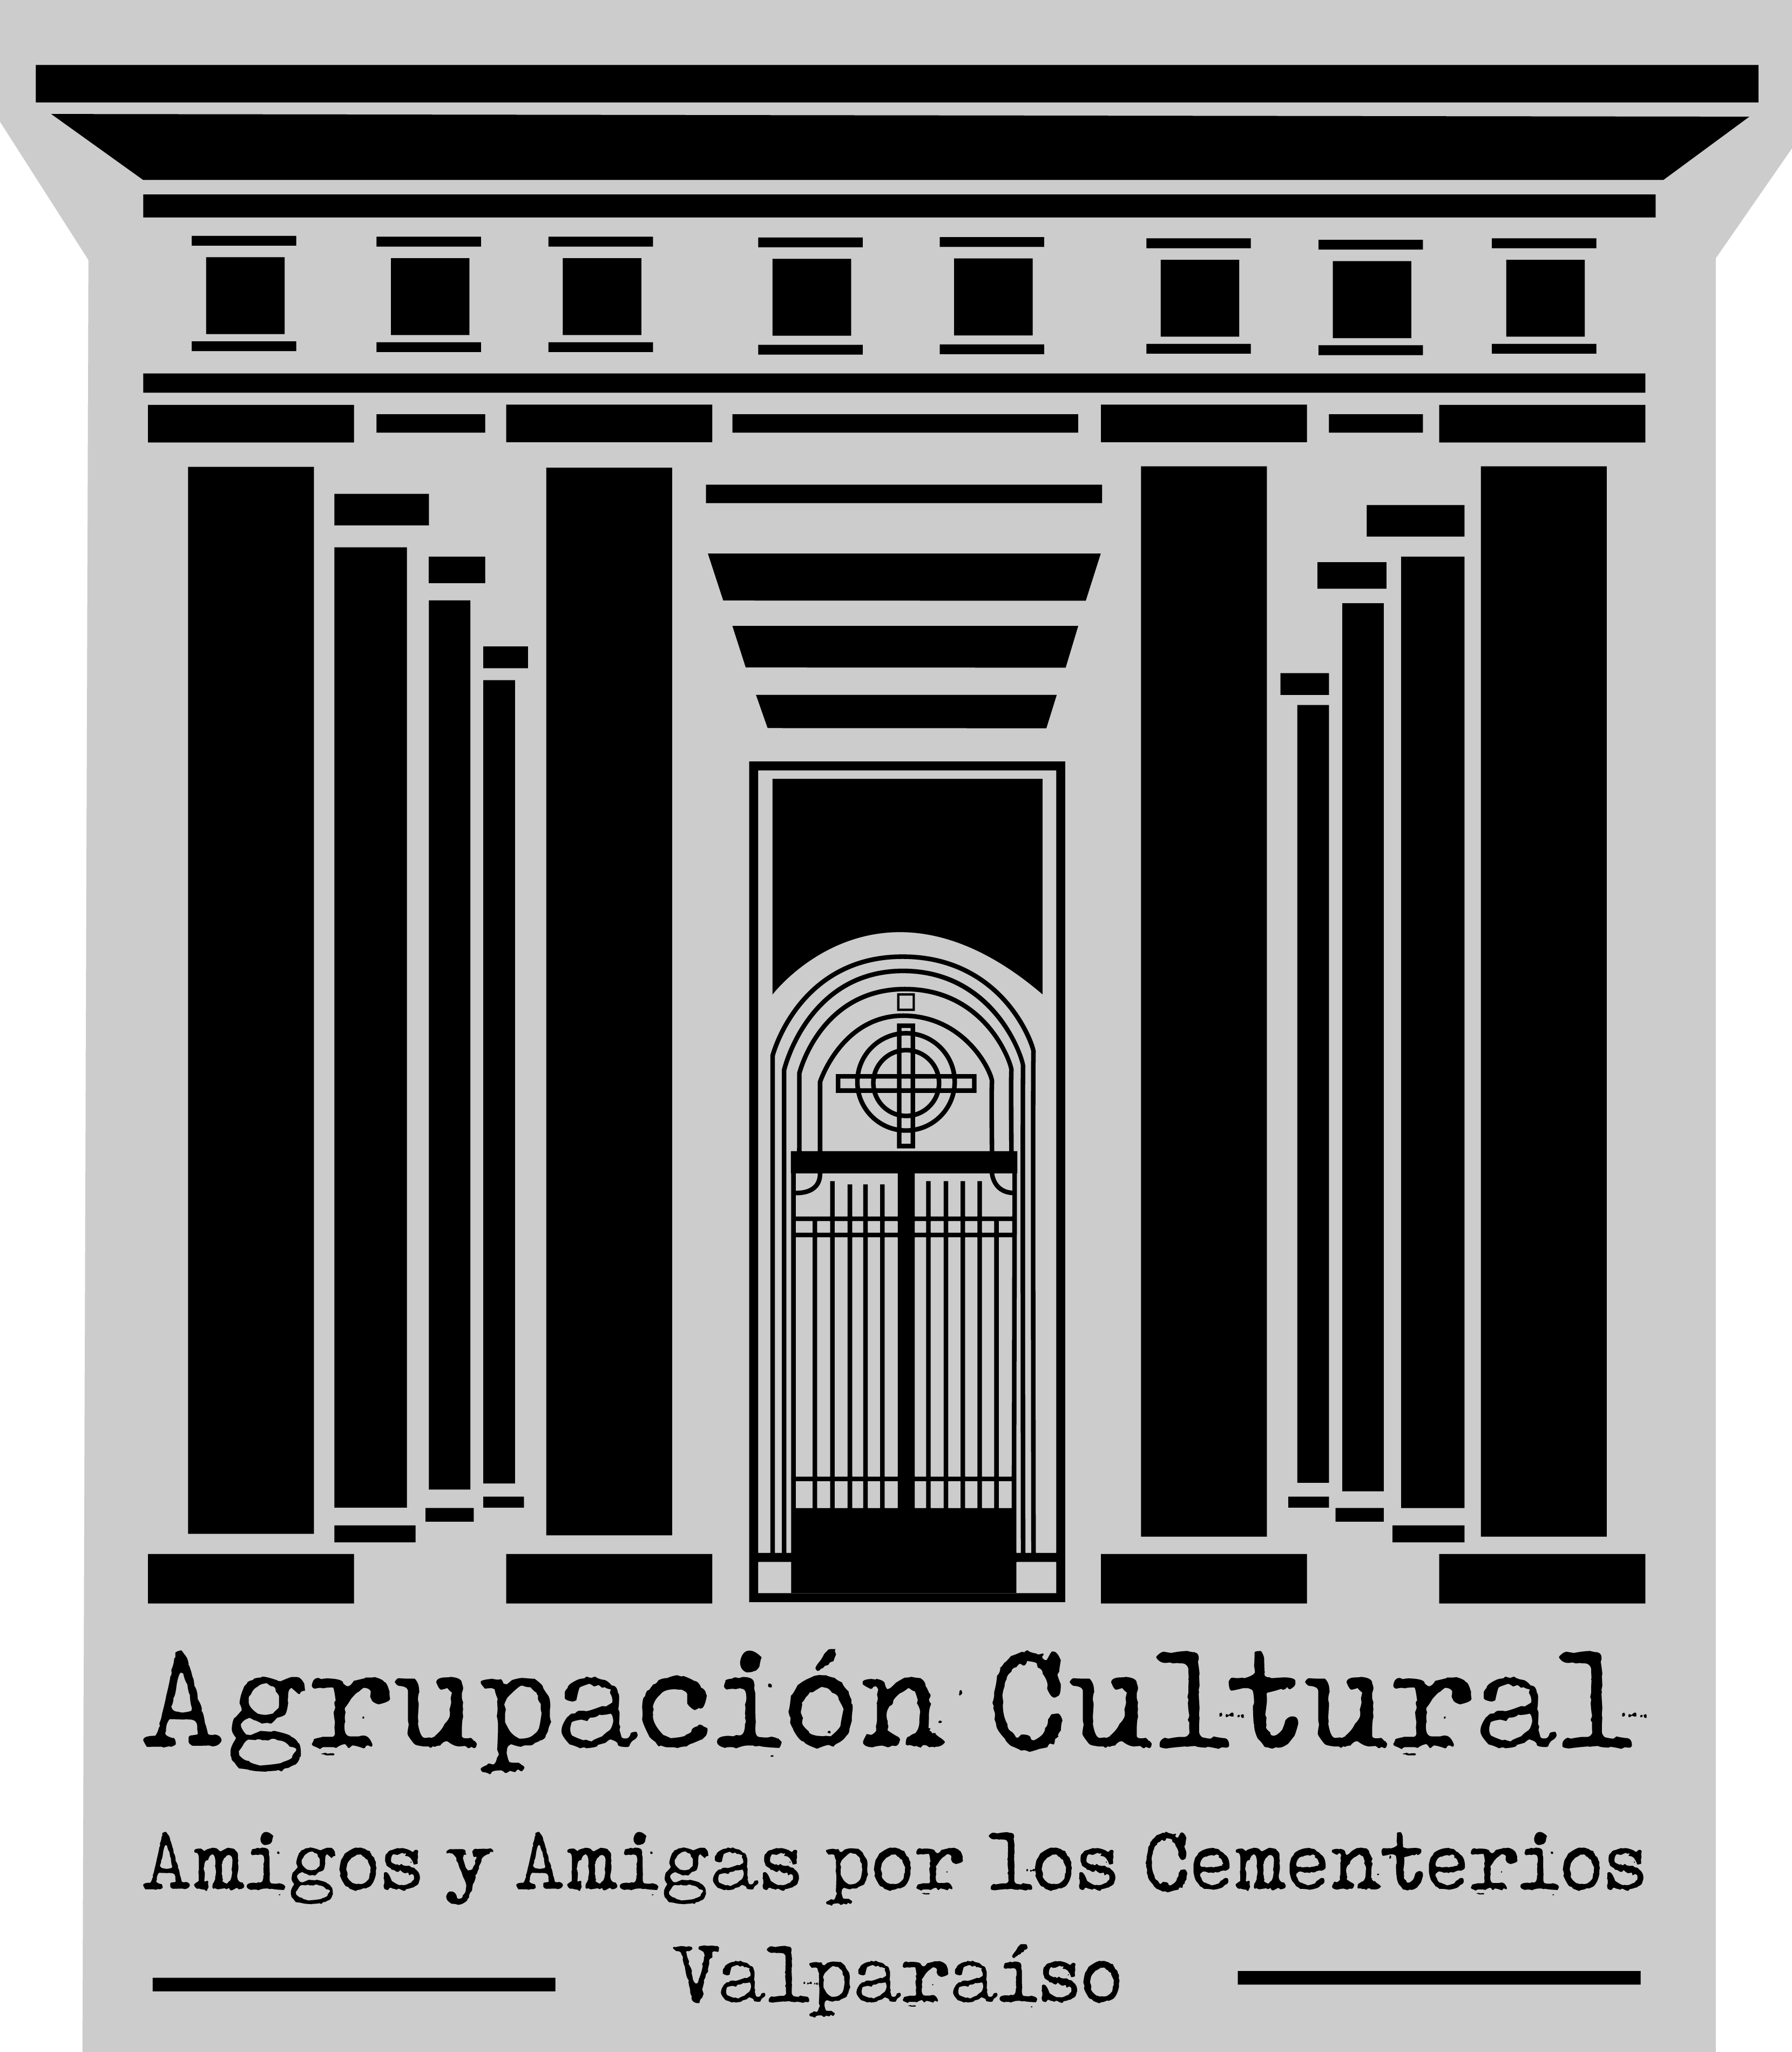 Agrupación Cultural
Amigos y Amigas por los Cementerios
Valparaíso